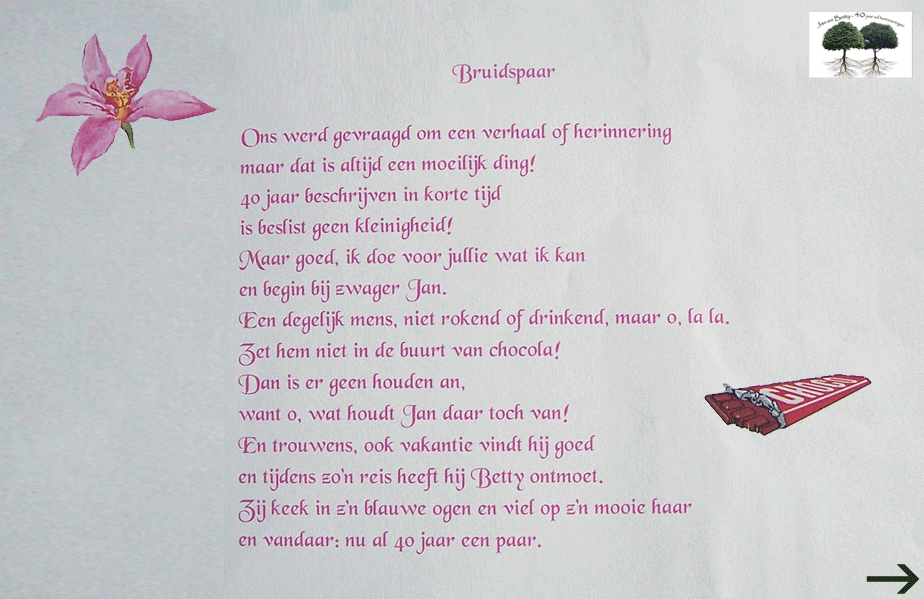 Jan en Betty - 40 jaar vol herinneringen
Bruidspaar
Ons werd gevraagd om een verhaal of herinnering
maar dat is altijd een moeilijk ding!
40 jaar beschrijven in korte tijd
is beslist geen kleinigheid!
Maar goed, ik doe voor jullie wat ik kan
en begin bij zwager Jan.
Een degelijk mens, niet rokend of drinkend, maar o, la la.
Zet hem niet in de buurt van chocola!
Dan is er geen houden an,
want o, wat houdt Jan daar toch van!
En trouwens, ook vakantie vindt hij goed
en tijdens zo'n reis heeft hij Betty ontmoet.
Zij keek in z'n blauwe ogen en viel op z'n mooie haar
en vandaar: nu al 40 jaar een paar.
CHOCO